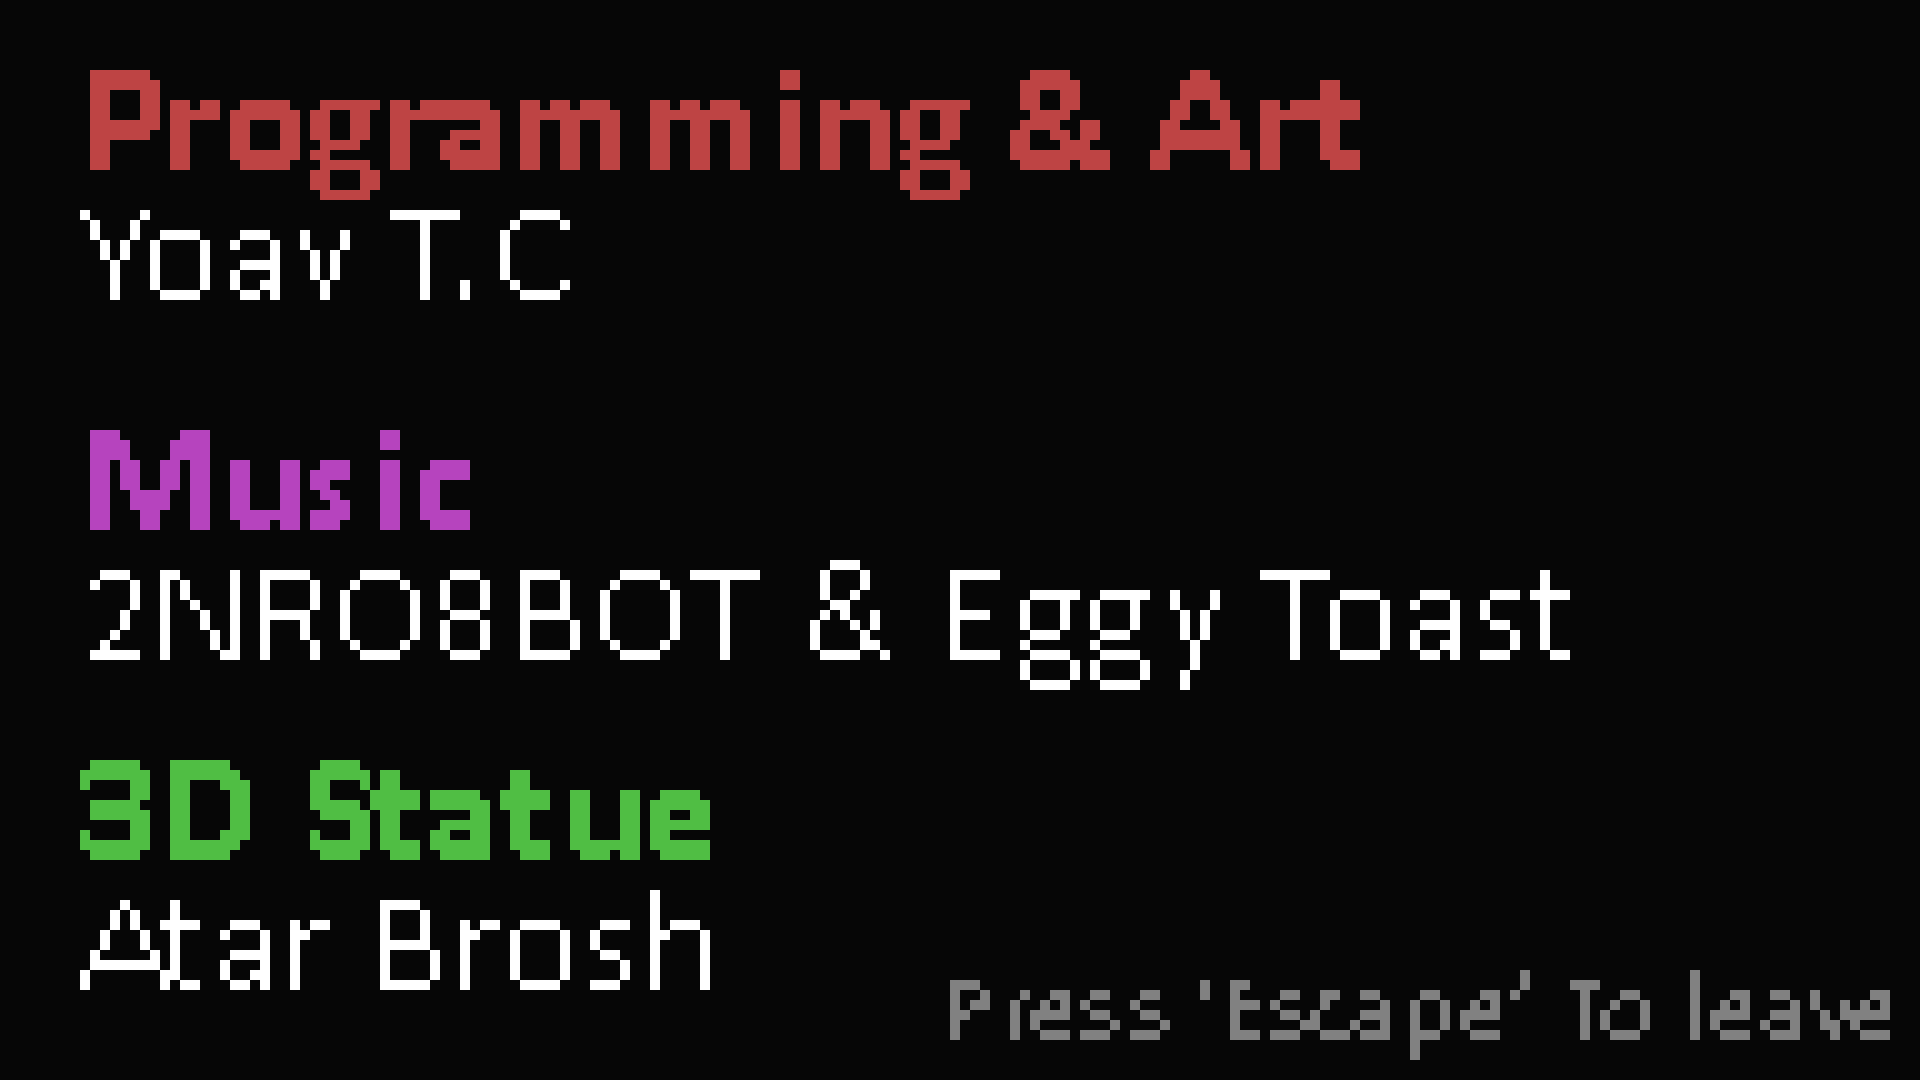 Programming & Art
Yoav T.C
Music
2NRO8BOT & Eggy Toast
3D Statue
Atar Brosh
Press 'Escape' To leave